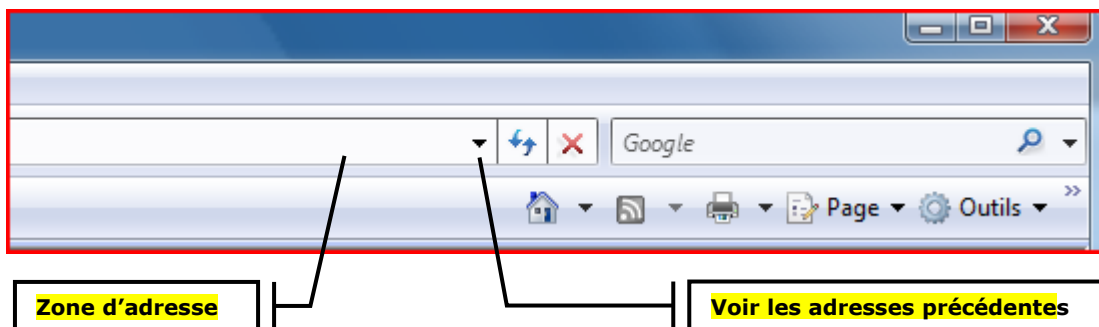 Google
Page
Outils
Zone d’adresse
Voir les adresses précédentes